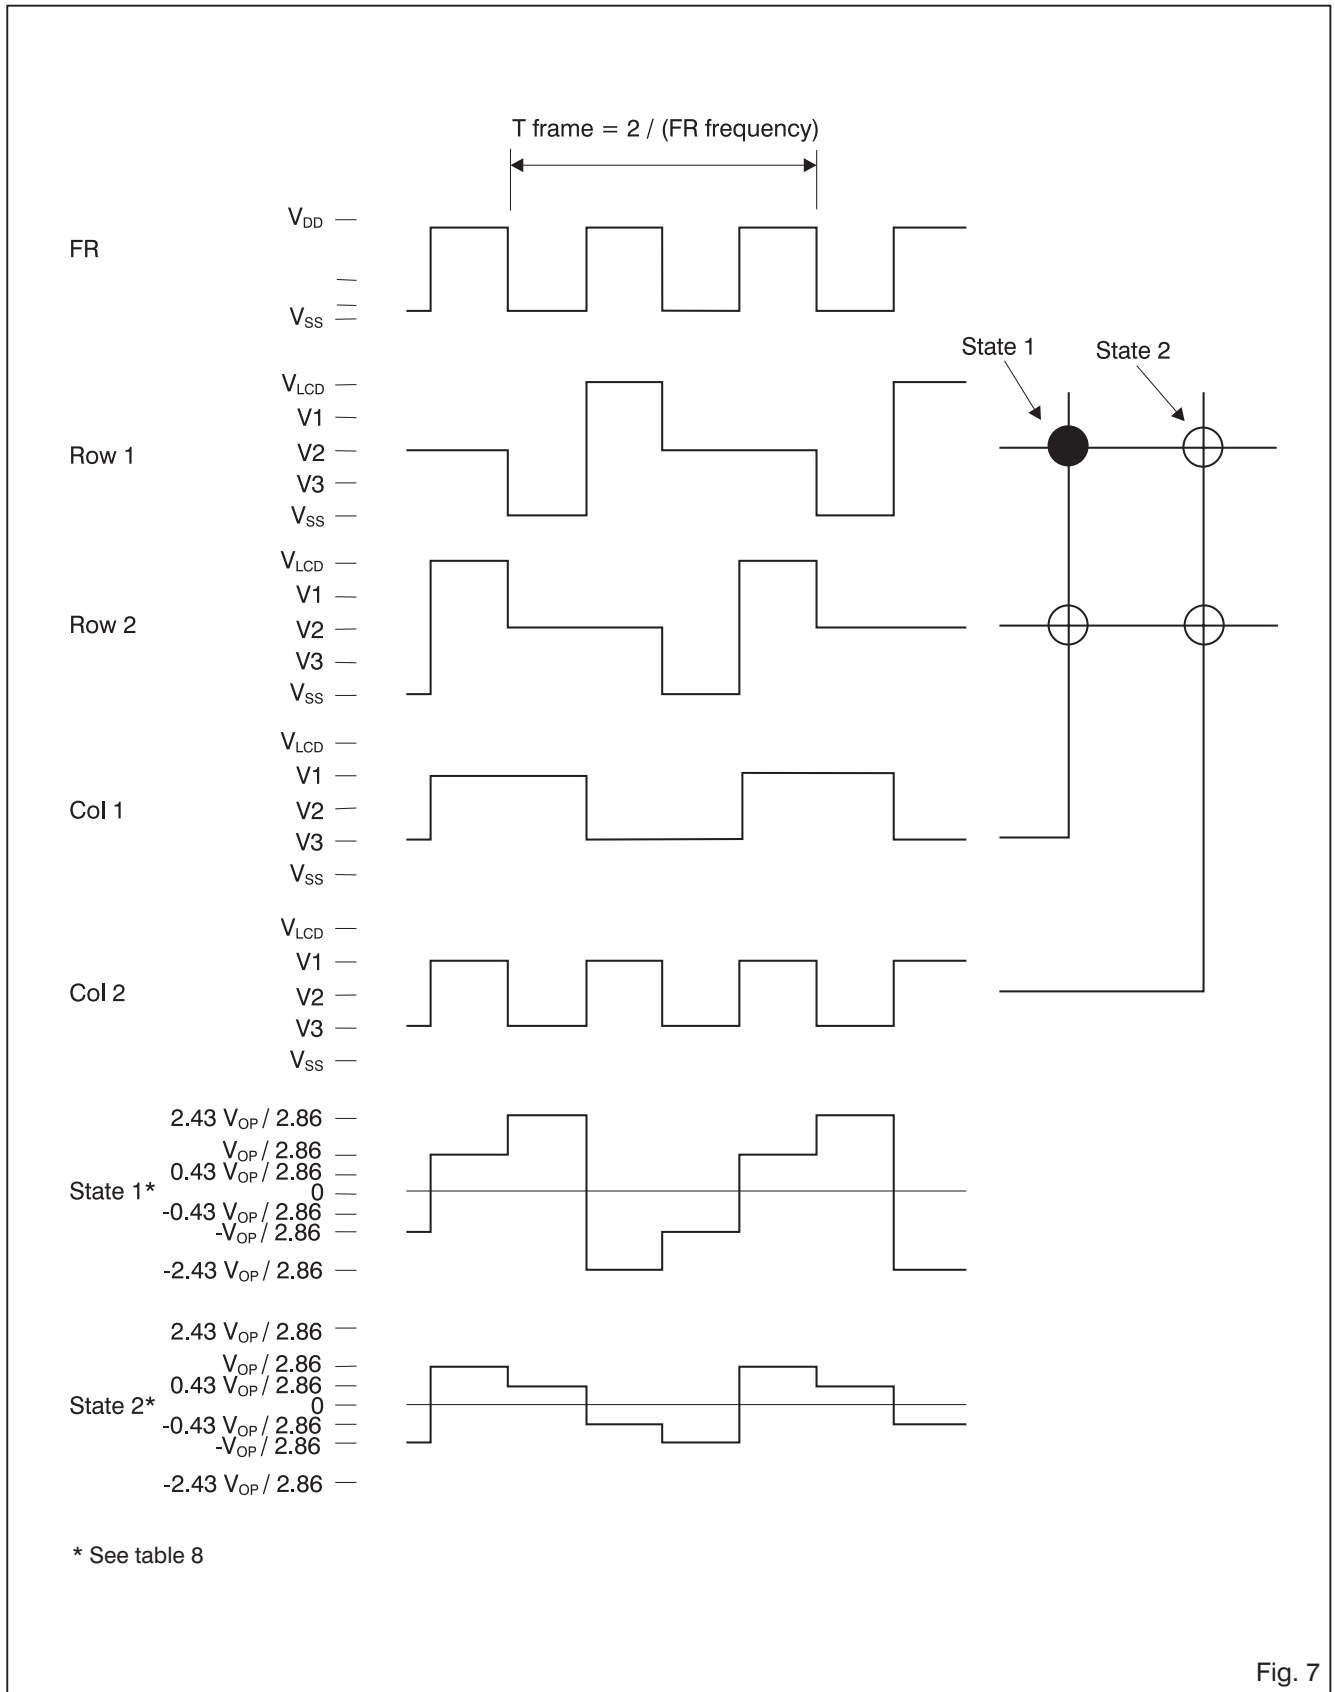 T frame = 2 / (FR frequency)
FR
VDD
VSS
State 1
State 2
Row 1
VLCD
V1
V2
V3
VSS
Row 2
VLCD
V1
V2
V3
VSS
Col 1
VLCD
V1
V2
V3
VSS
Col 2
VLCD
V1
V2
V3
VSS
State 1*
2.43 VOP / 2.86
VOP / 2.86
0.43 VOP / 2.86
0
-0.43 VOP / 2.86
-VOP / 2.86
-2.43 VOP / 2.86
State 2*
2.43 VOP / 2.86
VOP / 2.86
0.43 VOP / 2.86
0
-0.43 VOP / 2.86
-VOP / 2.86
-2.43 VOP / 2.86
* See table 8
Fig. 7